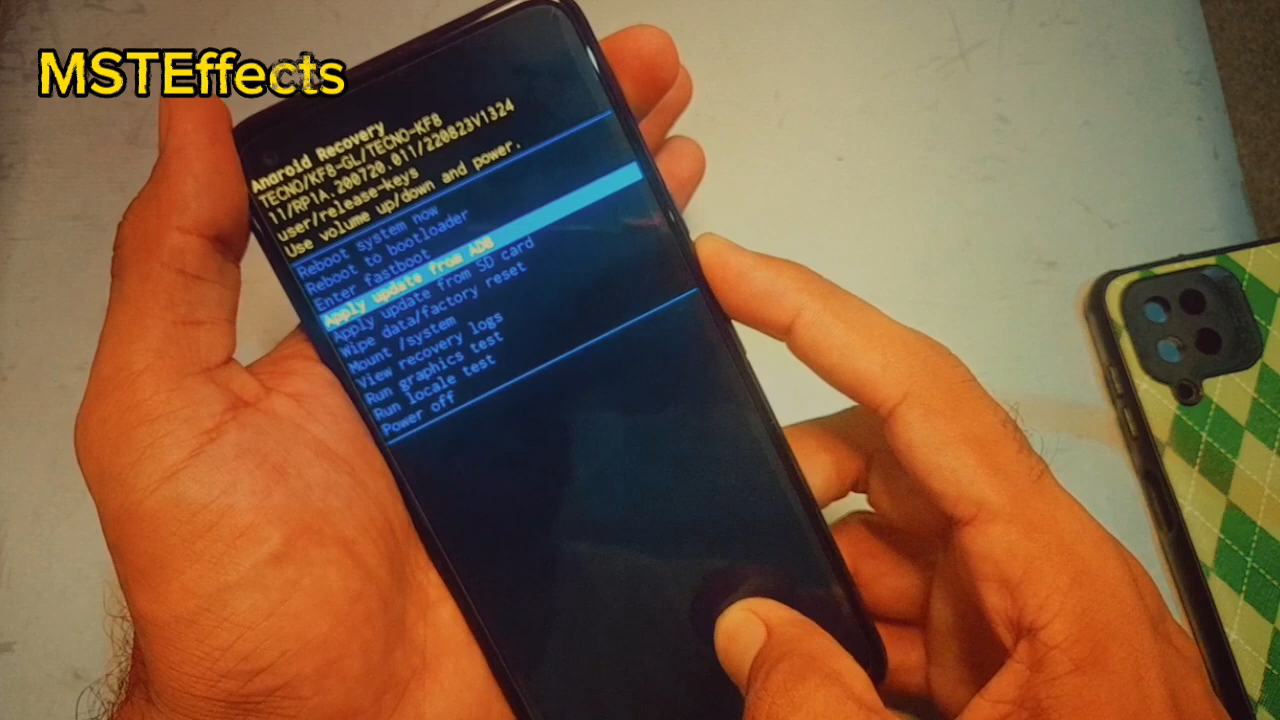 MSTEffects
Android Recovery
TECNO/KF8-GL/TECNO-KF8
11/RP1A.200720.011/220823V1324
user/release-keys
Use volume up/down and power.
Reboot system now
Reboot to bootloader
Enter fastboot
Apply update from ADB
Apply update from SD card
Wipe data/factory reset
Mount /system
View recovery logs
Run graphics test
Run locale test
Power off